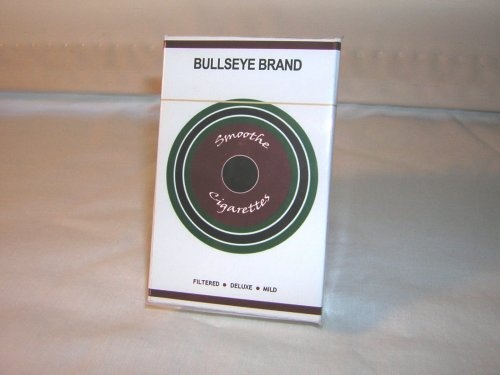 BULLSEYE BRAND
Smoothe
Cigarettes
FILTERED ● DELUXE ● MILD